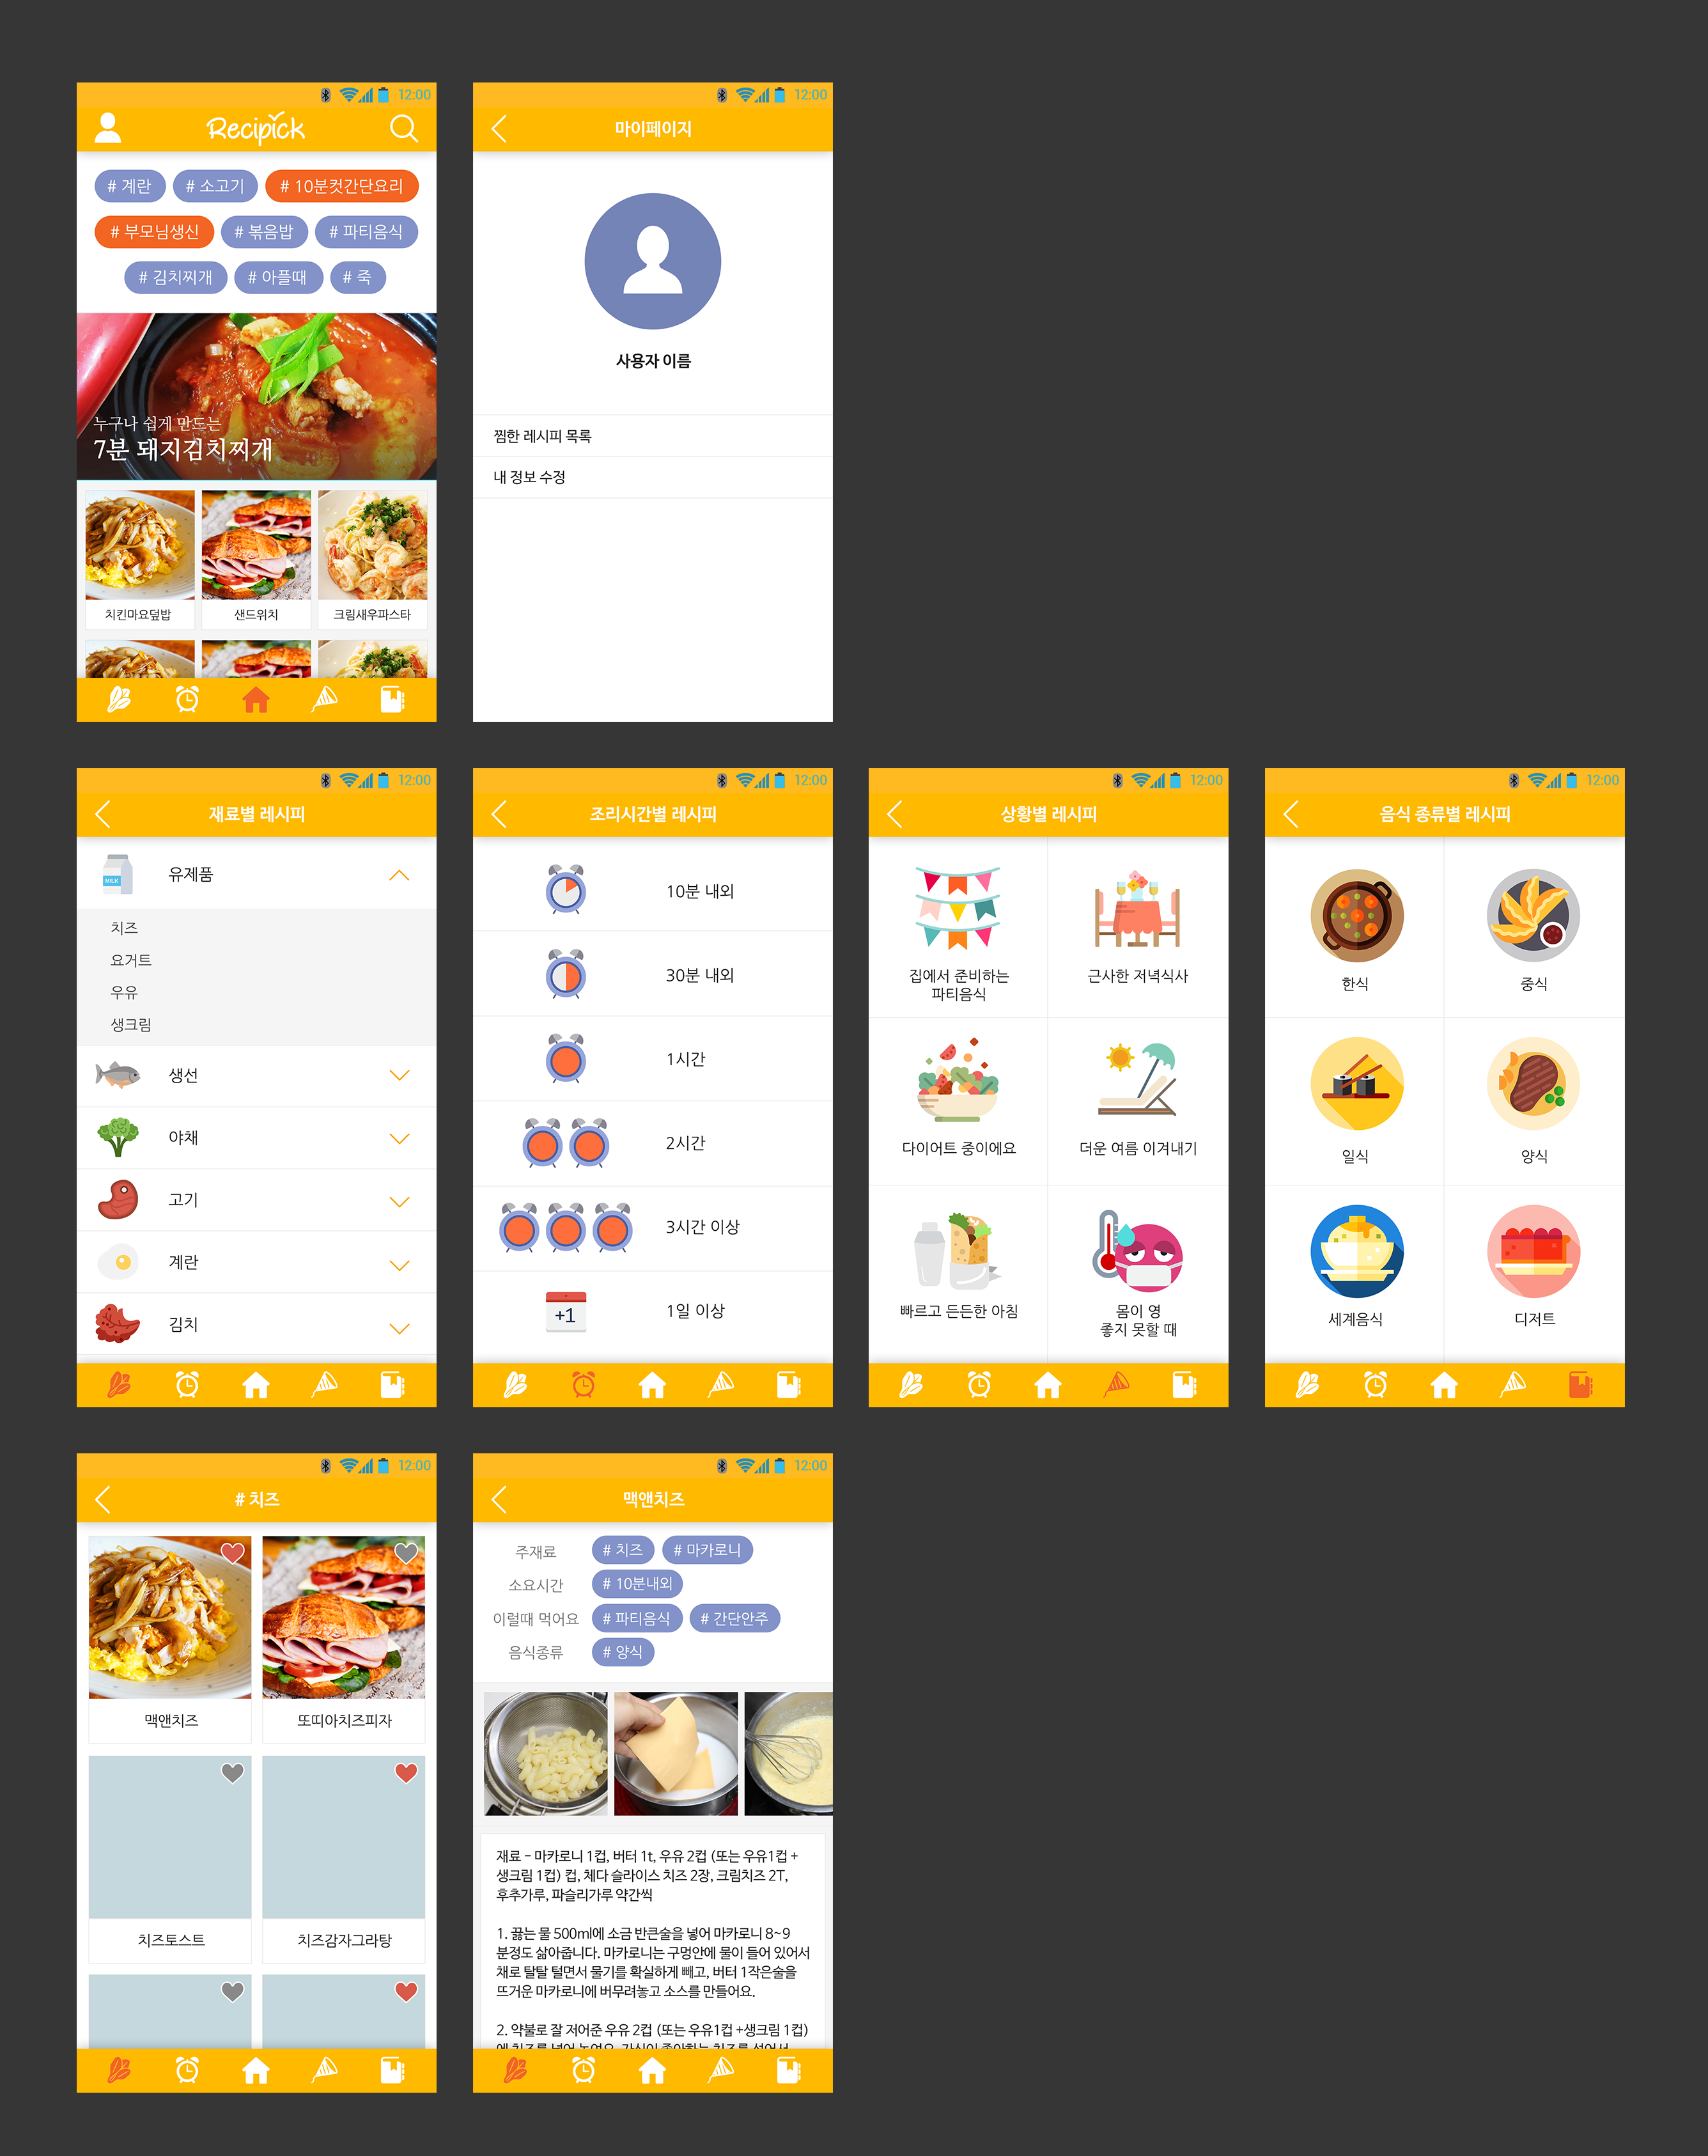 12:00
Recipick
# 계란
# 소고기
# 10분컷간단요리
# 부모님생신
# 볶음밥
# 파티음식
# 김치찌개
# 아플때
# 죽
누구나 쉽게 만드는
7분 돼지김치찌개
치킨마요덮밥
샌드위치
크림새우파스타
12:00
마이페이지
사용자 이름
찜한 레시피 목록
내 정보 수정
12:00
재료별 레시피
MILK
유제품
치즈
요거트
우유
생크림
생선
야채
고기
계란
김치
12:00
조리시간별 레시피
10분 내외
30분 내외
1시간
2시간
3시간 이상
+1
1일 이상
12:00
상황별 레시피
집에서 준비하는
파티음식
근사한 저녁식사
다이어트 중이에요
더운 여름 이겨내기
빠르고 든든한 아침
몸이 영
좋지 못할 때
12:00
음식 종류별 레시피
한식
중식
일식
양식
세계음식
디저트
12:00
# 치즈
맥앤치즈
또띠아치즈피자
치즈토스트
치즈감자그라탕
12:00
맥앤치즈
주재료
# 치즈
# 마카로니
소요시간
# 10분내외
이럴때 먹어요
# 파티음식
# 간단안주
음식종류
# 양식
재료 - 마카로니 1컵, 버터 1t, 우유 2컵 (또는 우유1컵 +
생크림 1컵) 컵, 체다 슬라이스 치즈 2장, 크림치즈 2T,
후추가루, 파슬리가루 약간씩
1. 끓는 물 500ml에 소금 반큰술을 넣어 마카로니 8~9
분정도 삶아줍니다. 마카로니는 구멍안에 물이 들어 있어서
채로 탈탈 털면서 물기를 확실하게 빼고, 버터 1작은술을
뜨거운 마카로니에 버무려놓고 소스를 만들어요.
2. 약불로 잘 저어준 우유 2컵 (또는 우유1컵 +생크림 1컵)